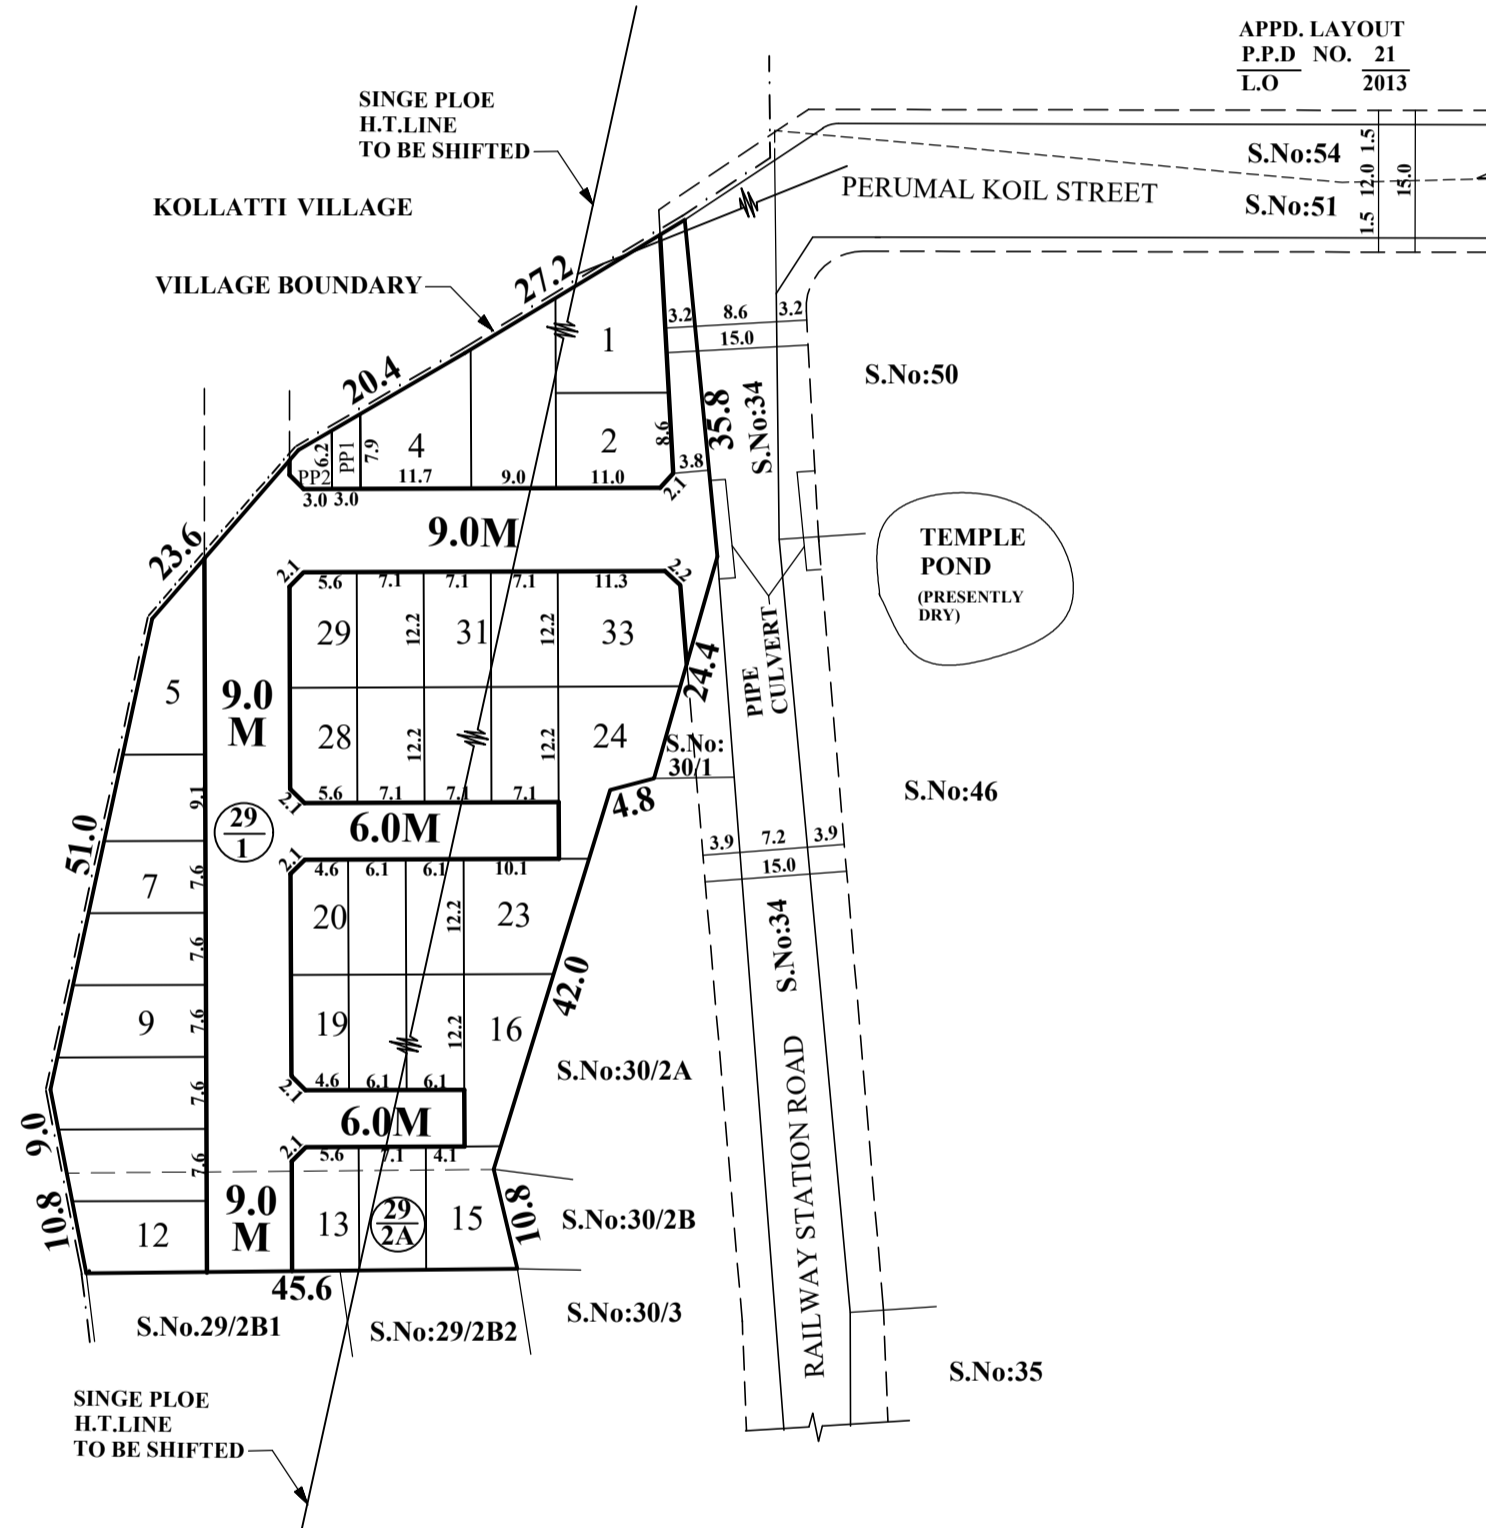 APPD. LAYOUT
P.P.D NO. 21
L.O 2013
SINGE PLOE
H.T.LINE
TO BE SHIFTED
KOLLATTI VILLAGE
VILLAGE BOUNDARY
PERUMAL KOIL STREET
S.No:54
S.No:51
1.5
12.0
1.5
15.0
27.2
20.4
23.6
3.2
8.6
3.2
15.0
1
2
4
8.6
35.8
S.No:34
S.No:50
6.2
PP1
7.9
PP2
11.7
9.0
11.0
3.8
2.1
3.0
3.0
9.0M
TEMPLE
POND
(PRESENTLY
DRY)
2.1
5.6
7.1
7.1
7.1
11.3
2.2
29
12.2
31
12.2
33
24.4
PIPE
CULVERT
5
9.0
M
28
12.2
12.2
24
S.No:
30/1
S.No:46
2.1
5.6
7.1
7.1
7.1
4.8
9.1
29
1
6.0M
51.0
3.9
7.2
3.9
15.0
7
7.6
2.1
4.6
6.1
6.1
10.1
20
12.2
23
7.6
S.No:34
42.0
9
7.6
19
12.2
16
S.No:30/2A
RAILWAY STATION ROAD
7.6
2.1
4.6
6.1
6.1
6.0M
9.0
7.6
2.1
5.6
7.1
4.1
10.8
12
9.0
M
13
29
2A
15
10.8
S.No:30/2B
45.6
S.No.29/2B1
S.No:29/2B2
S.No:30/3
S.No:35
SINGE PLOE
H.T.LINE
TO BE SHIFTED